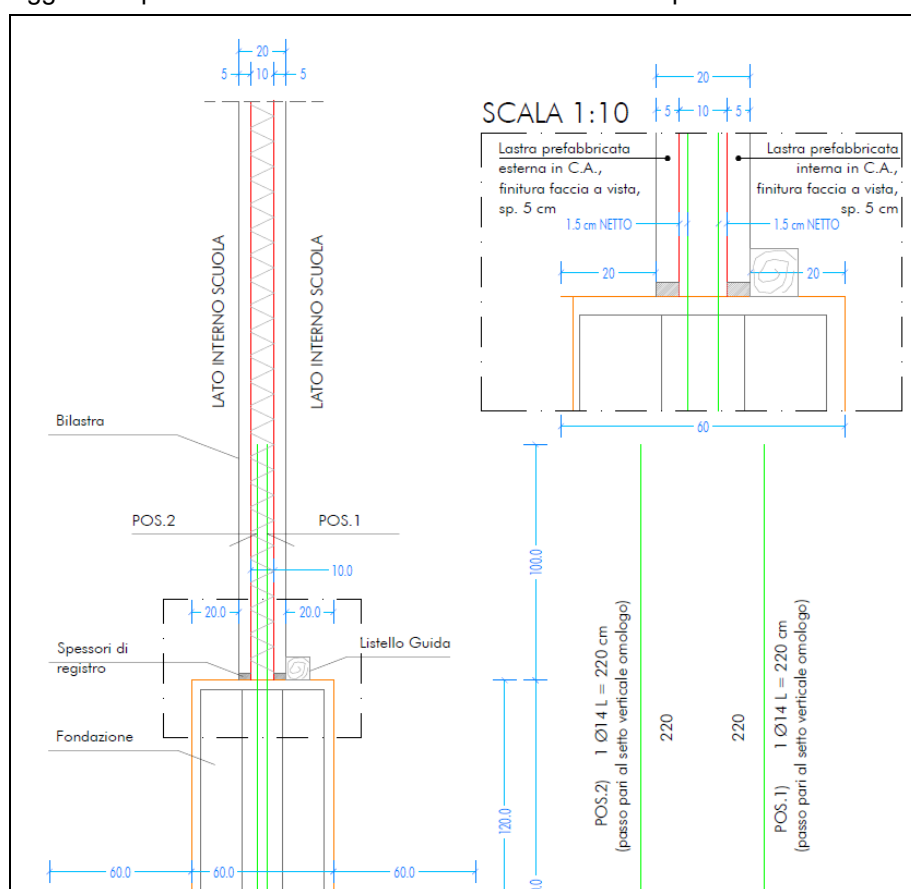 20
5 10 5
LATO INTERNO SCUOLA
LATO INTERNO SCUOLA
Bilastra
POS.2
POS.1
10.0
20.0
20.0
Spessori di
registro
Listello Guida
Fondazione
60.0
60.0
60.0
SCALA 1:10
20
5 10 5
Lastra prefabbricata
esterna in C.A.,
finitura faccia a vista,
sp. 5 cm
Lastra prefabbricata
interna in C.A.,
finitura faccia a vista,
sp. 5 cm
1.5 cm NETTO
1.5 cm NETTO
20
20
60
100.0
120.0
POS.2) 1 Ø14 L = 220 cm
(passo pari al setto verticale omologo)
220
220
POS.1) 1 Ø14 L = 220 cm
(passo pari al setto verticale omologo)